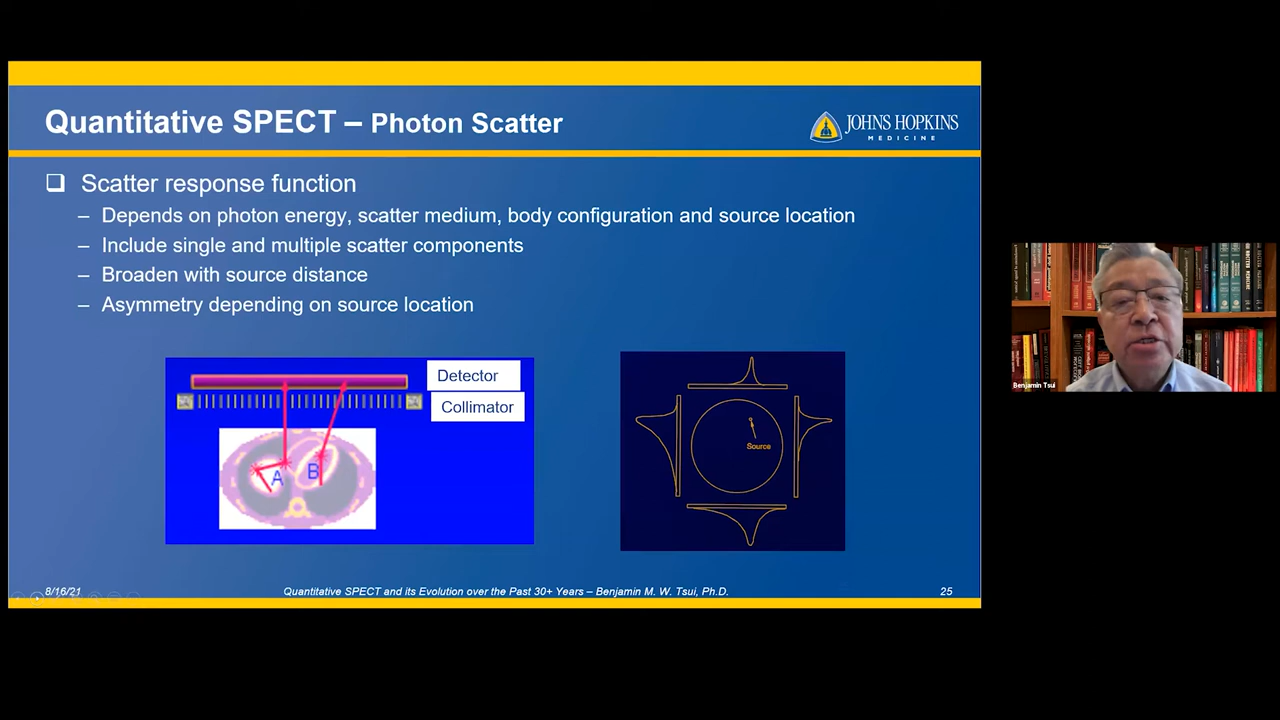 Quantitative SPECT – Photon Scatter
JOHNS HOPKINS
MEDICINE
Scatter response function
– Depends on photon energy, scatter medium, body configuration and source location
– Include single and multiple scatter components
– Broaden with source distance
– Asymmetry depending on source location
Detector
Collimator
A
B
Source
Benjamin Tsui
8/16/21
Quantitative SPECT and its Evolution over the Past 30+ Years – Benjamin M. W. Tsui, Ph.D.
25